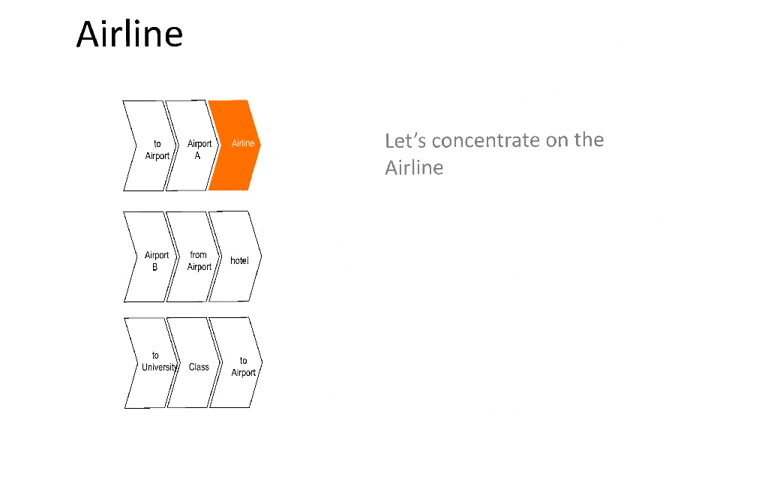 Airline
to
Airport
Airport
A
Airline
Let's concentrate on the
Airline
Airport
B
from
Airport
hotel
to
University
Class
to
Airport